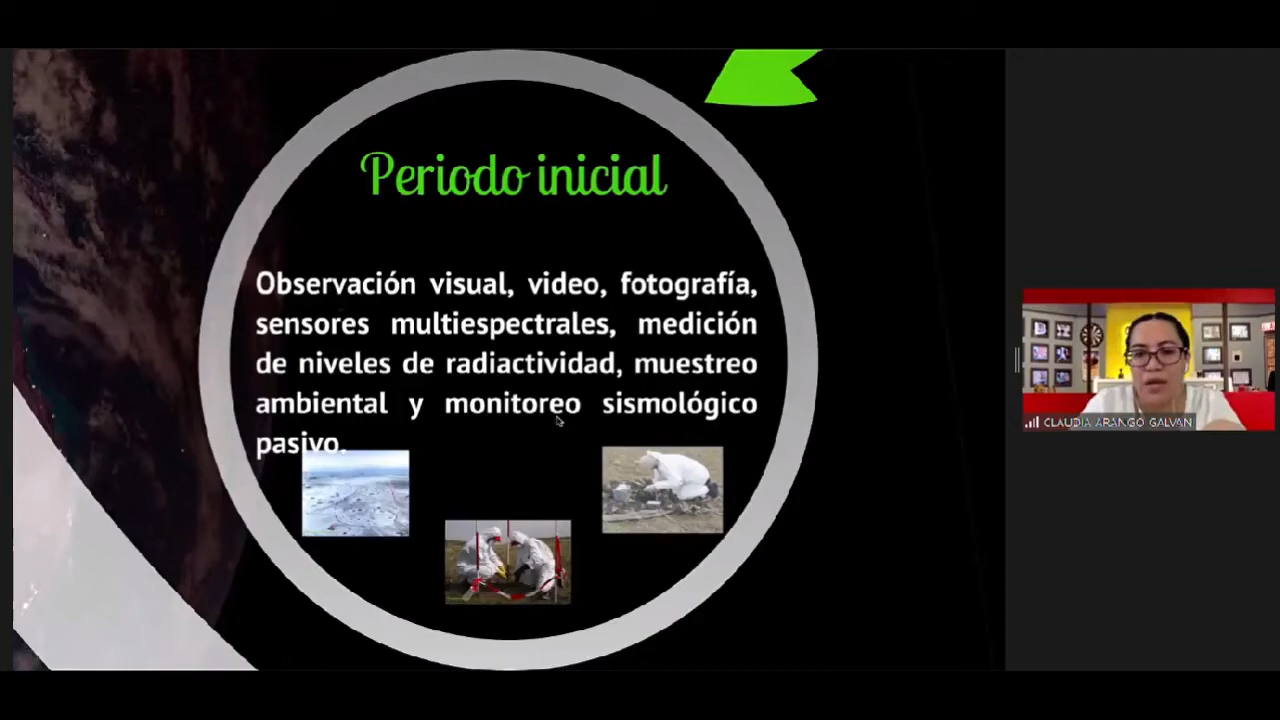 Periodo inicial
Observación visual, video, fotografía,
sensores multiespectrales, medición
de niveles de radiactividad, muestreo
ambiental y monitoreo sismológico
pasivo.
CLAUDIA ARANGO GALVAN